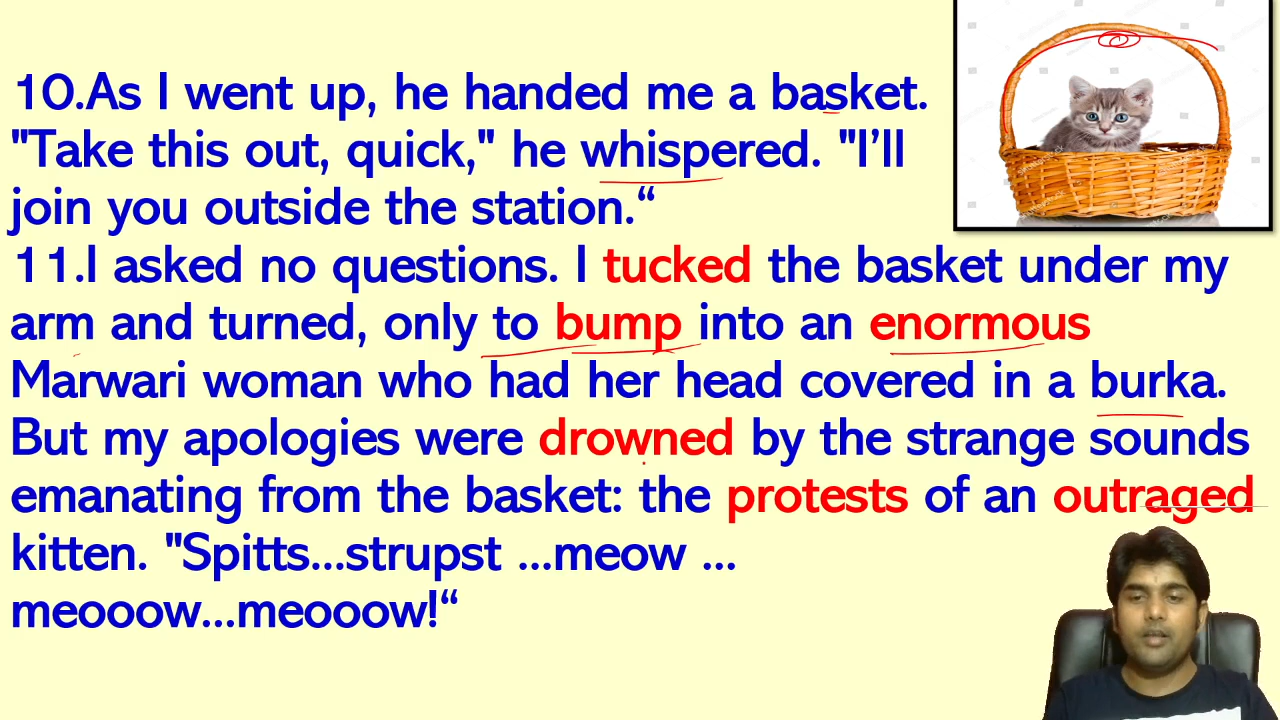 10.As I went up, he handed me a basket.
"Take this out, quick," he whispered. "I’ll
join you outside the station.“
11.I asked no questions. I tucked the basket under my
arm and turned, only to bump into an enormous
Marwari woman who had her head covered in a burka.
But my apologies were drowned by the strange sounds
emanating from the basket: the protests of an outraged
kitten. "Spitts...strupst ...meow ...
meooow...meooow!“